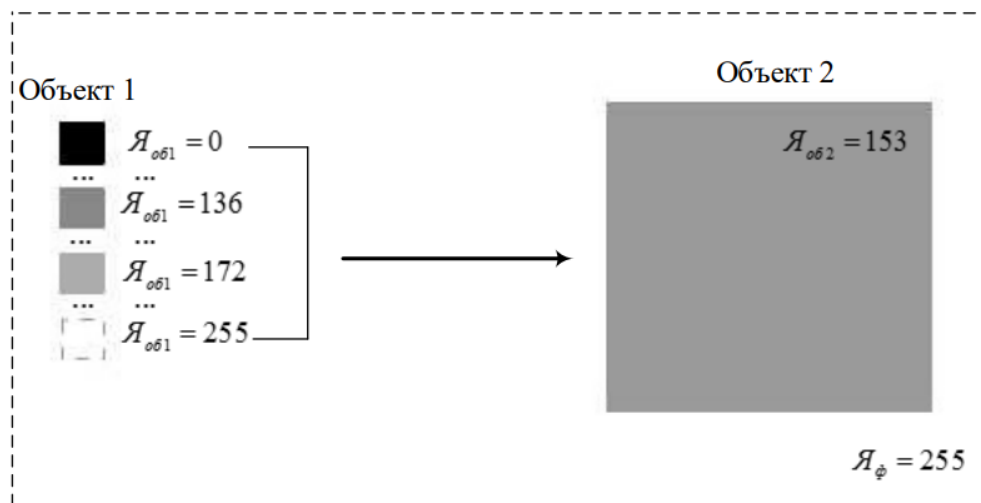 Объект 1
Я_об1 = 0
... ...
Я_об1 = 136
... ...
Я_об1 = 172
... ...
Я_об1 = 255
Объект 2
Я_об2 = 153
Я_ф = 255